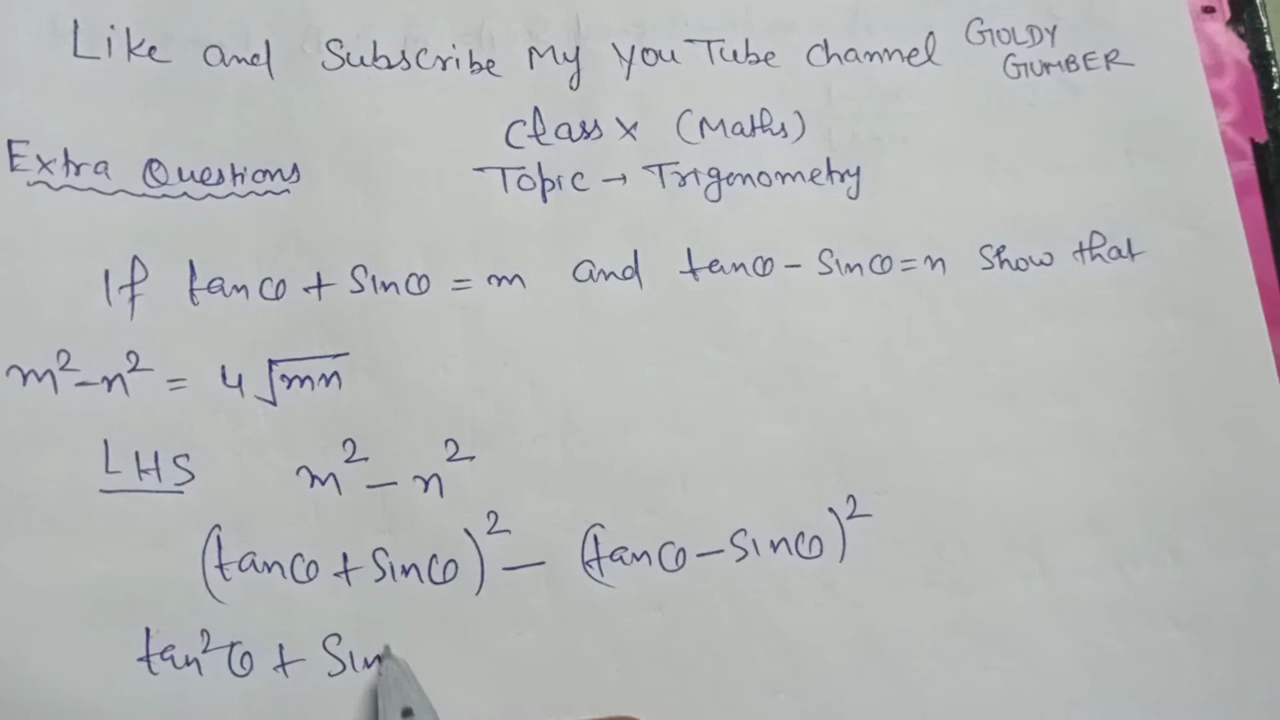 Like and Subscribe My YouTube channel GOLDY GUMBER
Class X (Maths)
Extra Questions
Topic → Trigonometry
If tanθ + Sinθ = m and tanθ - Sinθ = n Show that
m² - n² = 4√mn
LHS m² - n²
(tanθ + Sinθ)² - (tanθ - Sinθ)²
tan²θ + Sin